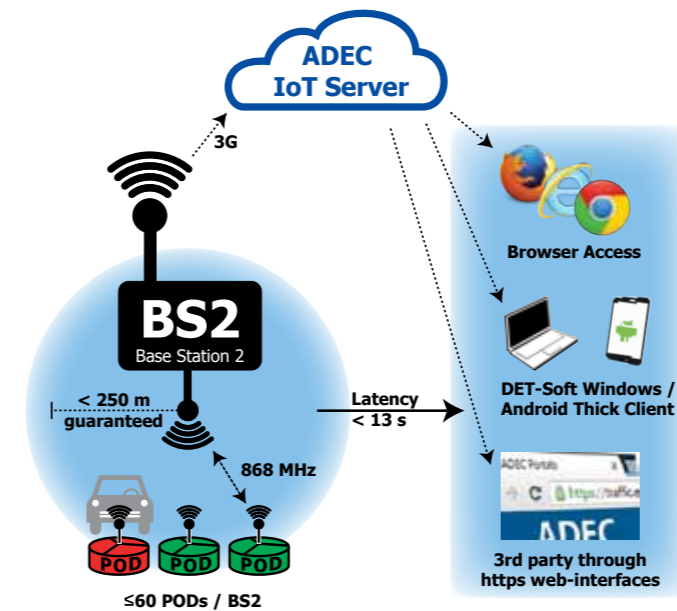 ADEC
IoT Server
3G
Browser Access
BS2
Base Station 2
< 250 m
guaranteed
Latency
< 13 s
868 MHz
DET-Soft Windows /
Android Thick Client
ADEC Portals
x
C https://traffic.
ADEC
POD
POD
POD
3rd party through
https web-interfaces
≤60 PODs / BS2